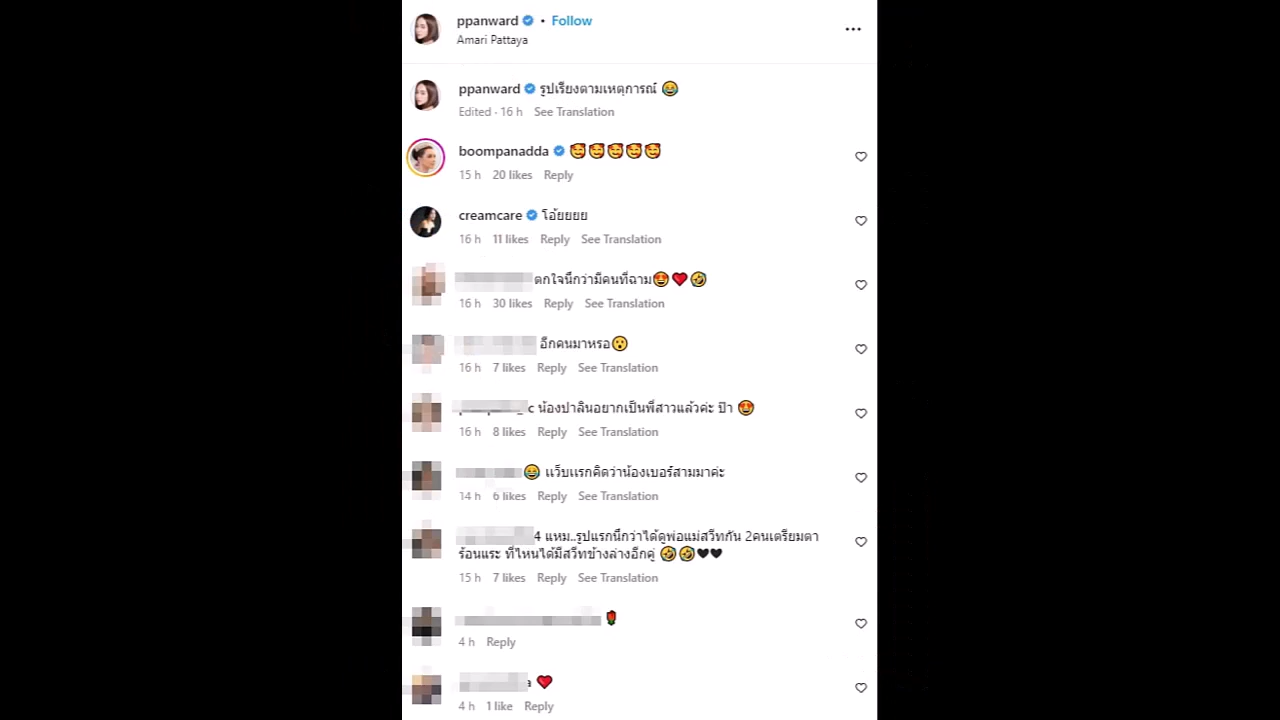 ppanward • Follow
Amari Pattaya
ppanward รูปเรียงตามเหตุการณ์ 😂
Edited · 16 h See Translation
boompanadda 🥰🥰🥰🥰🥰
15 h 20 likes Reply
creamcare โอ้ยยยย
16 h 11 likes Reply See Translation
ตกใจนึกว่ามีคนที่ฉาม😍❤️🤣
16 h 30 likes Reply See Translation
อีกคนมาหรอ😮
16 h 7 likes Reply See Translation
c น้องปาลินอยากเป็นพี่สาวแล้วค่ะ ป๊า 😍
16 h 8 likes Reply See Translation
😂 แว็บแรกคิดว่าน้องเบอร์สามมาค่ะ
14 h 6 likes Reply See Translation
4 แหม..รูปแรกนึกว่าได้ดูพ่อแม่สวีทกัน 2คนเตรียมตา
ร้อนแระ ที่ไหนได้มีสวีทข้างล่างอีกคู่ 🤣🤣🖤🖤
15 h 7 likes Reply See Translation
🌹
4 h Reply
a ❤️
4 h 1 like Reply